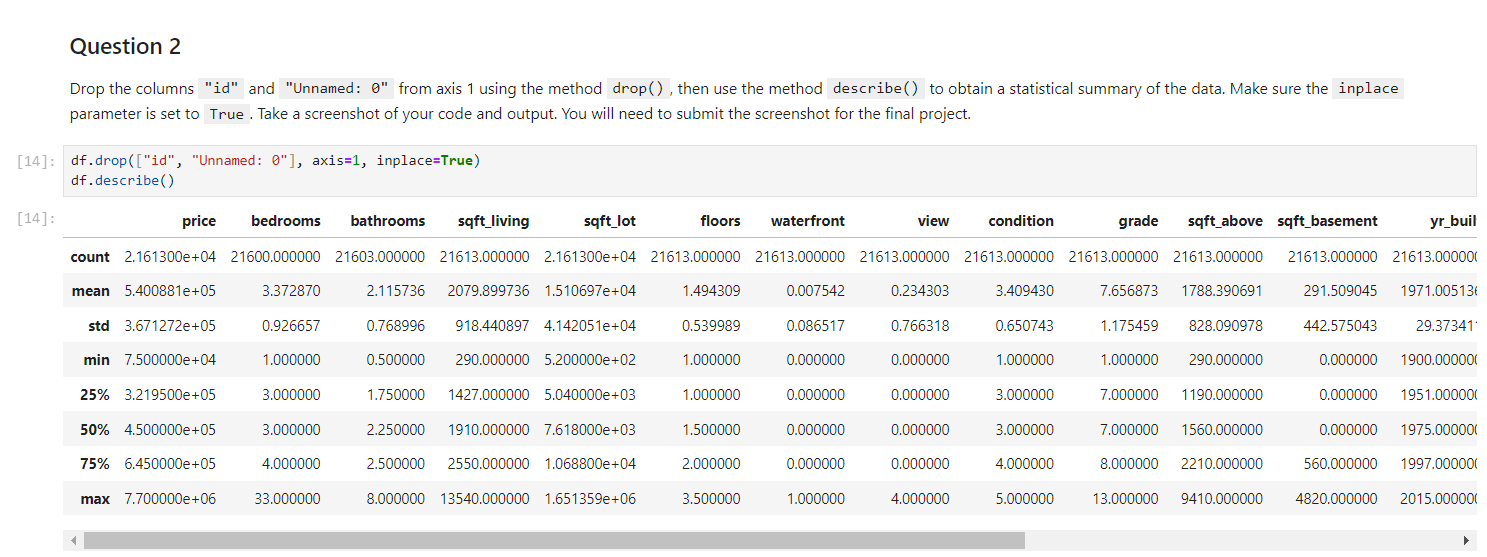 Question 2
Drop the columns "id" and "Unnamed: 0" from axis 1 using the method drop(), then use the method describe() to obtain a statistical summary of the data. Make sure the inplace
parameter is set to True. Take a screenshot of your code and output. You will need to submit the screenshot for the final project.
[14]: df.drop(["id", "Unnamed: 0"], axis=1, inplace=True)
df.describe()
[14]: price bedrooms bathrooms sqft_living sqft_lot floors waterfront view condition grade sqft_above sqft_basement yr_buil
count 2.161300e+04 21600.000000 21603.000000 21613.000000 2.161300e+04 21613.000000 21613.000000 21613.000000 21613.000000 21613.000000 21613.000000 21613.000000 21613.00000
mean 5.400881e+05 3.372870 2.115736 2079.899736 1.510697e+04 1.494309 0.007542 0.234303 3.409430 7.656873 1788.390691 291.509045 1971.005136
std 3.671272e+05 0.926657 0.768996 918.440897 4.142051e+04 0.539989 0.086517 0.766318 0.650743 1.175459 828.090978 442.575043 29.373411
min 7.500000e+04 1.000000 0.500000 290.000000 5.200000e+02 1.000000 0.000000 0.000000 1.000000 1.000000 290.000000 0.000000 1900.00000
25% 3.219500e+05 3.000000 1.750000 1427.000000 5.040000e+03 1.000000 0.000000 0.000000 3.000000 7.000000 1190.000000 0.000000 1951.00000
50% 4.500000e+05 3.000000 2.250000 1910.000000 7.618000e+03 1.500000 0.000000 0.000000 3.000000 7.000000 1560.000000 0.000000 1975.00000
75% 6.450000e+05 4.000000 2.500000 2550.000000 1.068800e+04 2.000000 0.000000 0.000000 4.000000 8.000000 2210.000000 560.000000 1997.00000
max 7.700000e+06 33.000000 8.000000 13540.000000 1.651359e+06 3.500000 1.000000 4.000000 5.000000 13.000000 9410.000000 4820.000000 2015.00000